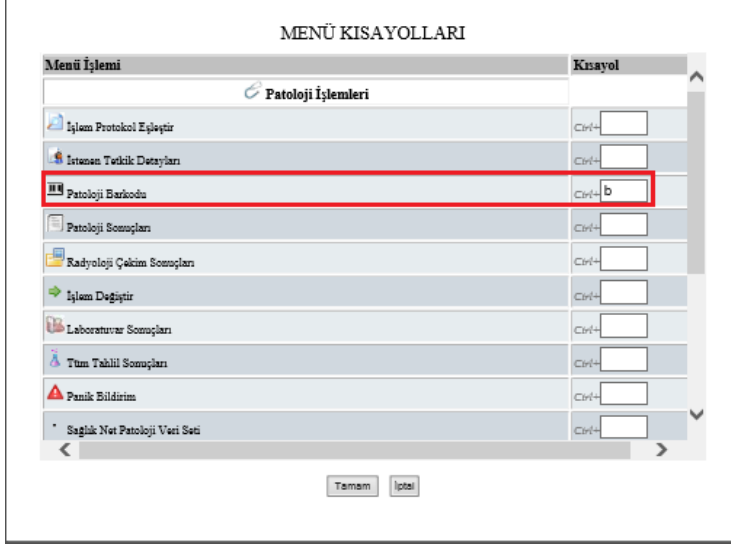 MENÜ KISAYOLLARI
Menü İşlemi Kısayol
Patoloji İşlemleri
İşlem Protokol Eşleştir Ctrl+
İstenen Tetkik Detayları Ctrl+
Patoloji Barkodu Ctrl+ b
Patoloji Sonuçları Ctrl+
Radyoloji Çekim Sonuçları Ctrl+
İşlem Değiştir Ctrl+
Laboratuvar Sonuçları Ctrl+
Tüm Tahlil Sonuçları Ctrl+
Panik Bildirim Ctrl+
Sağlık Net Patoloji Veri Seti Ctrl+
Tamam İptal